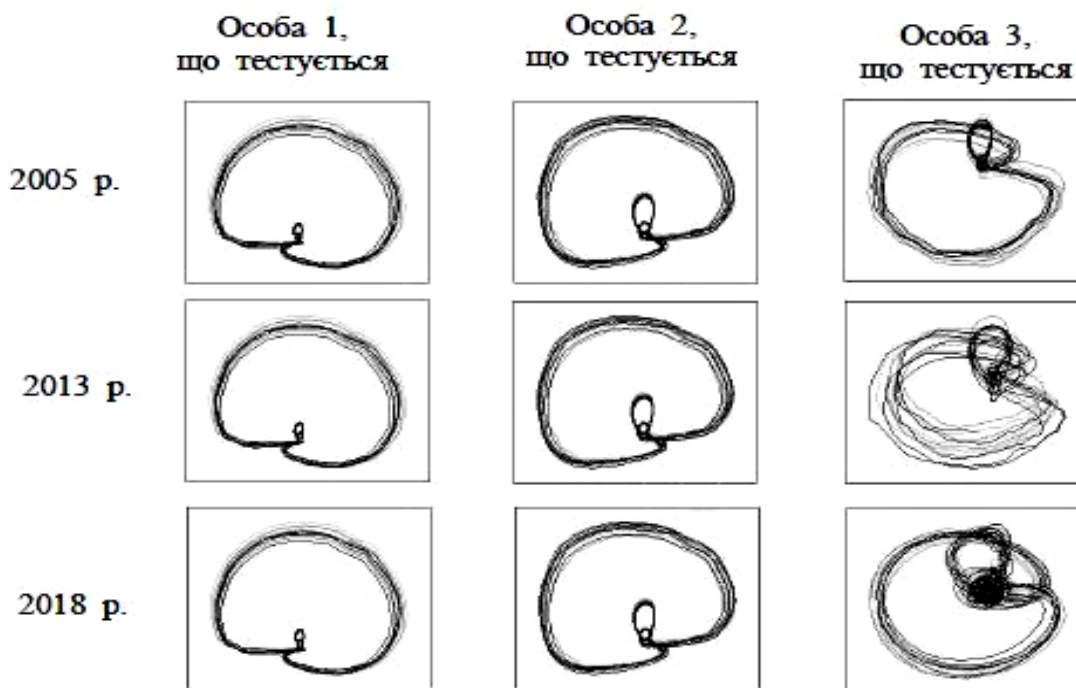 Особа 1,
що тестується
Особа 2,
що тестується
Особа 3,
що тестується
2005 р.
2013 р.
2018 р.